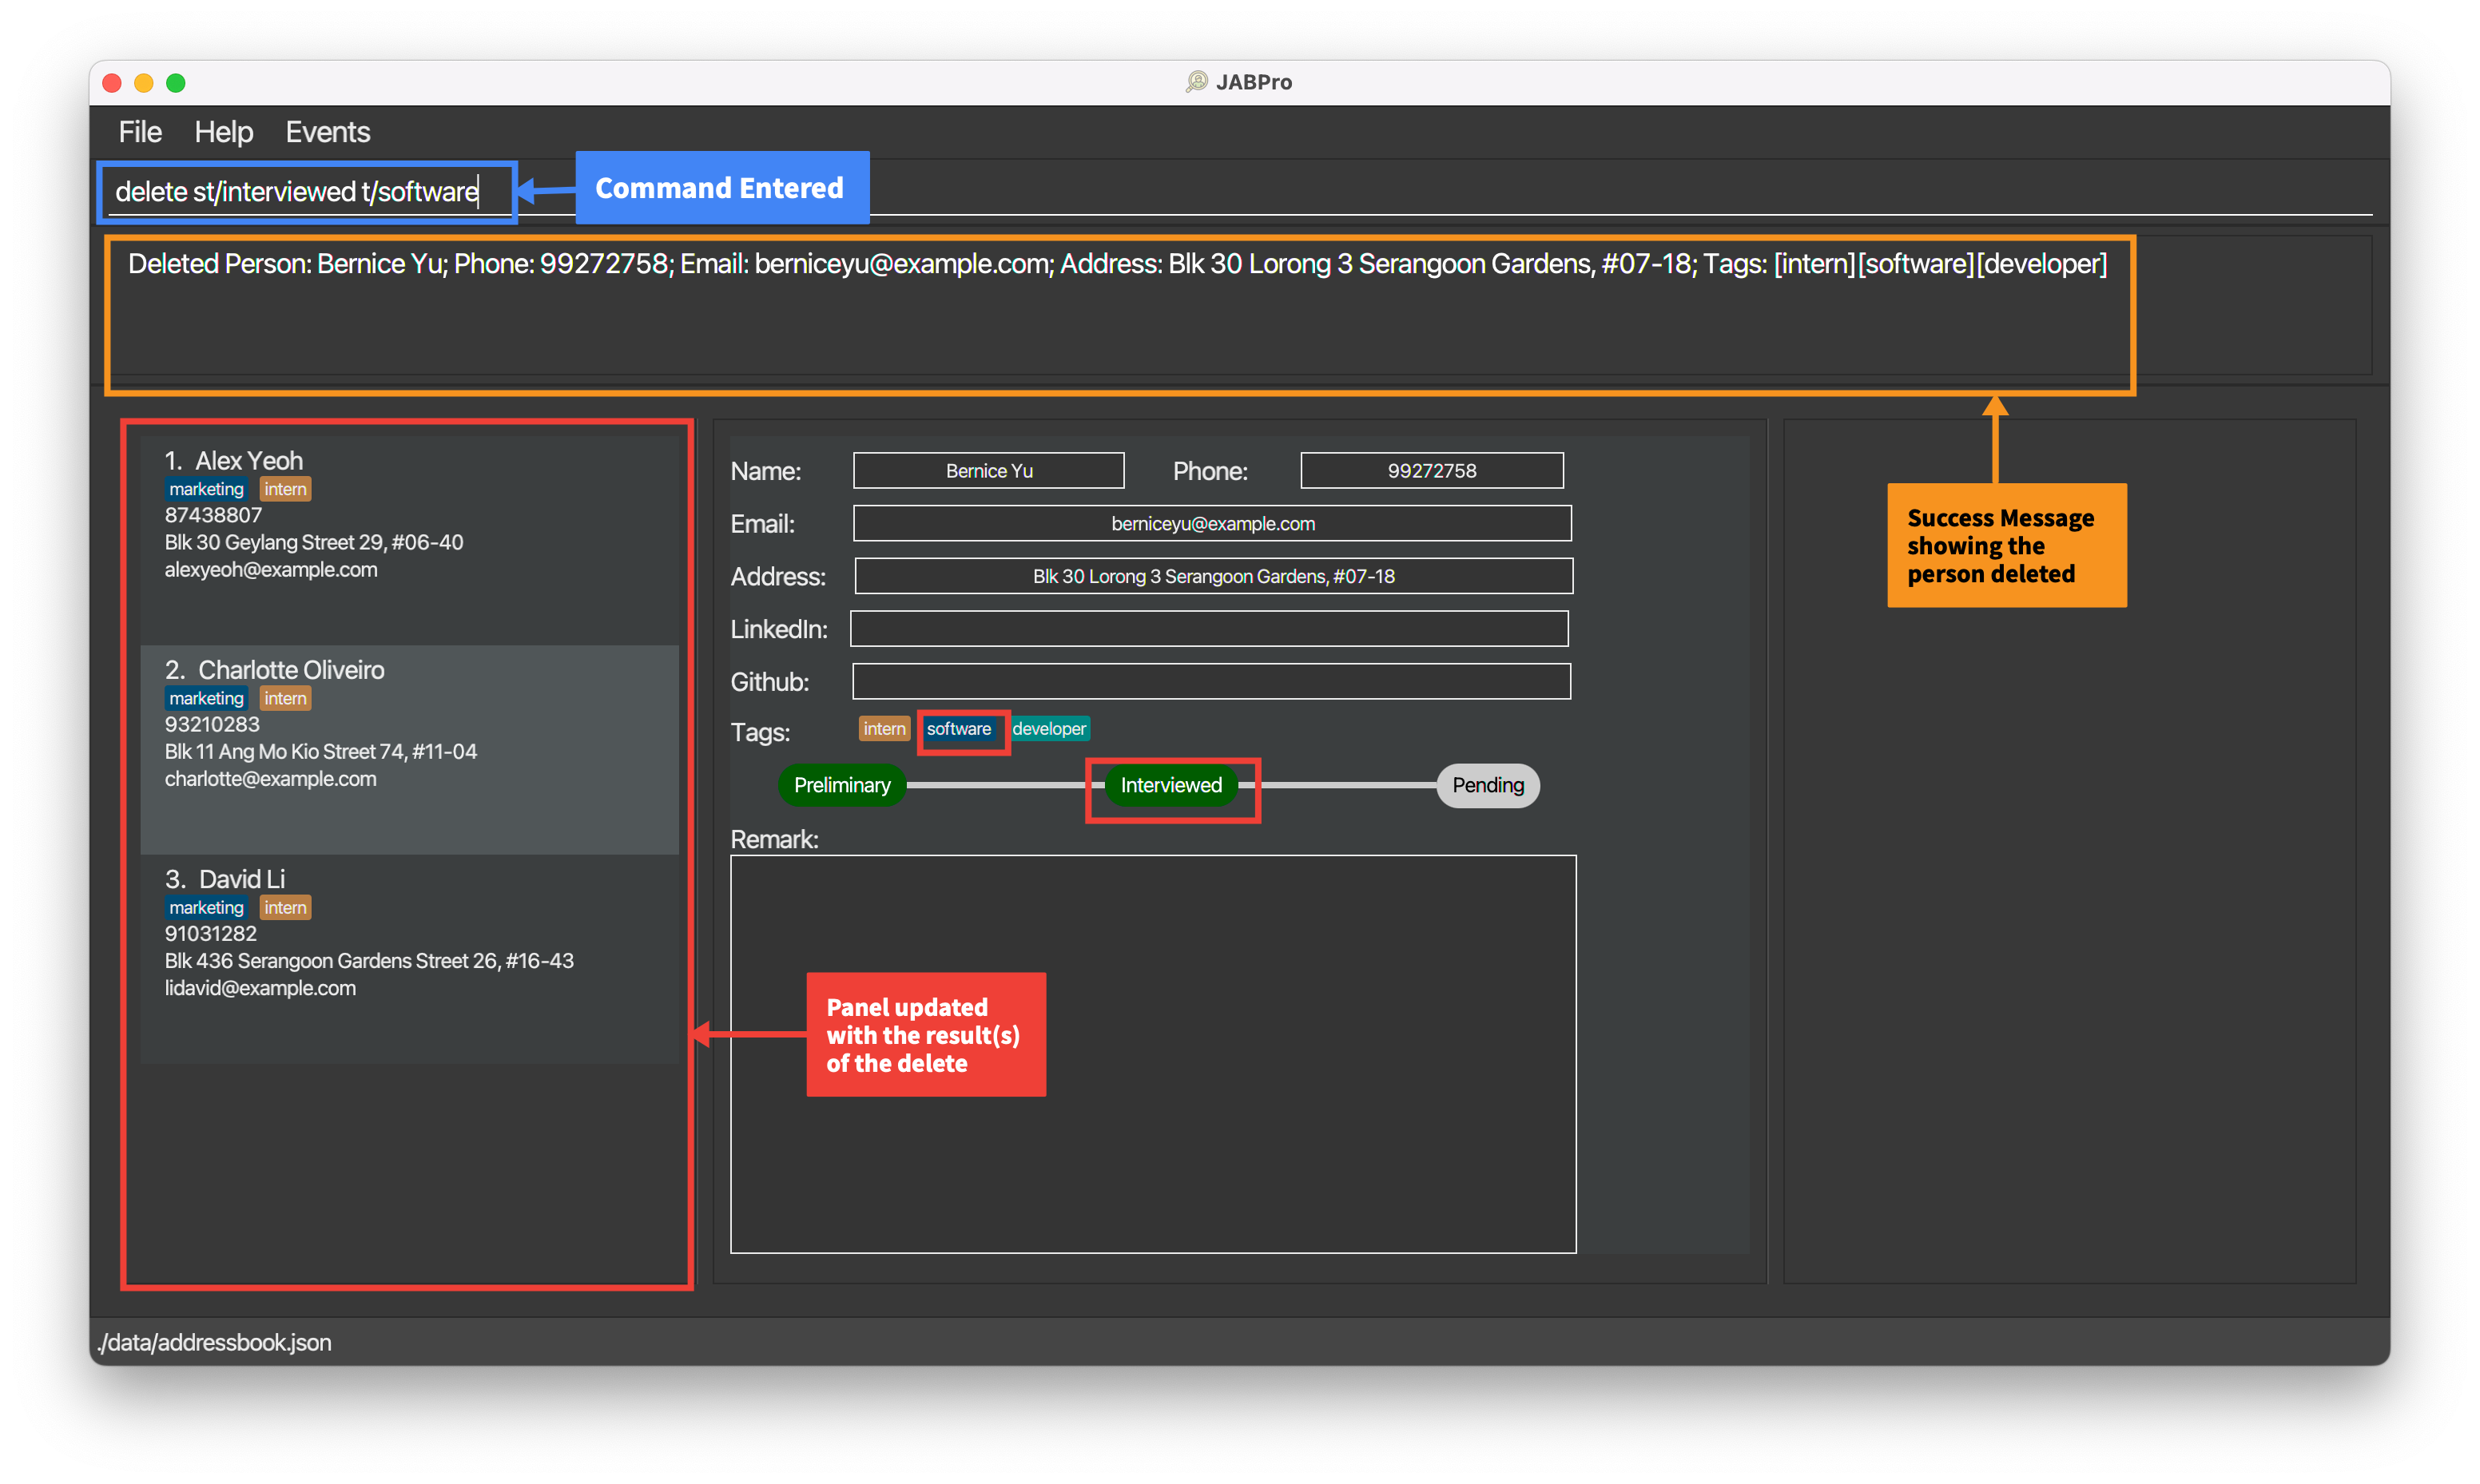 JABPro
File Help Events
delete st/interviewed t/software
Command Entered
Deleted Person: Bernice Yu; Phone: 99272758; Email: berniceyu@example.com; Address: Blk 30 Lorong 3 Serangoon Gardens, #07-18; Tags: [intern][software][developer]
Success Message
showing the
person deleted
1. Alex Yeoh
marketing intern
87438807
Blk 30 Geylang Street 29, #06-40
alexyeoh@example.com
2. Charlotte Oliveiro
marketing intern
93210283
Blk 11 Ang Mo Kio Street 74, #11-04
charlotte@example.com
3. David Li
marketing intern
91031282
Blk 436 Serangoon Gardens Street 26, #16-43
lidavid@example.com
Panel updated
with the result(s)
of the delete
Name: Bernice Yu Phone: 99272758
Email: berniceyu@example.com
Address: Blk 30 Lorong 3 Serangoon Gardens, #07-18
LinkedIn:
Github:
Tags: intern software developer
Preliminary Interviewed Pending
Remark:
./data/addressbook.json